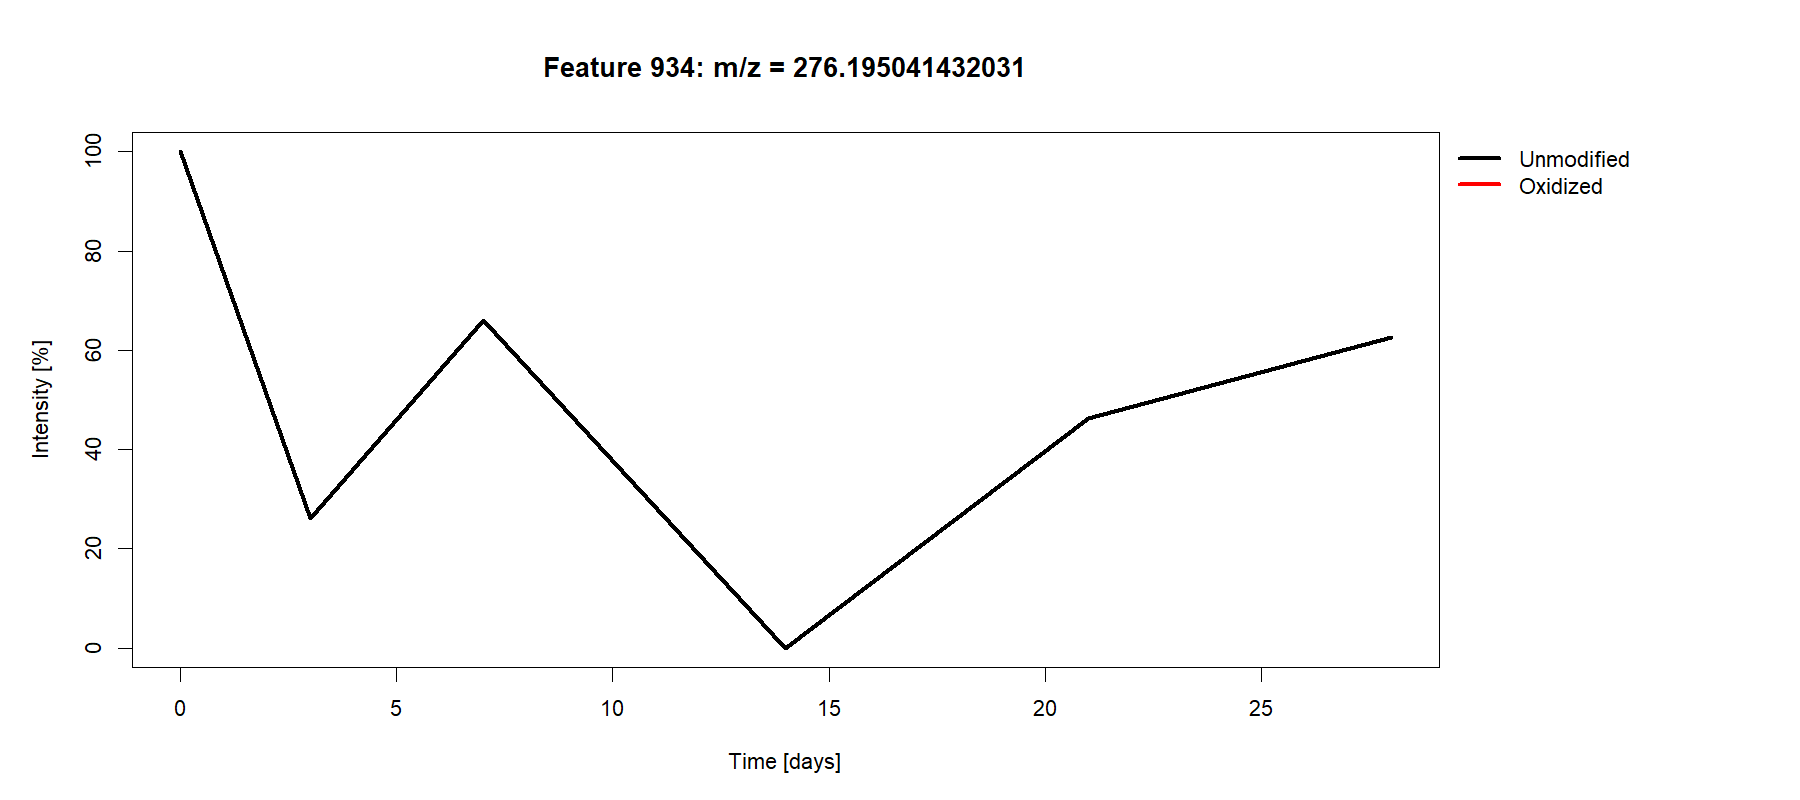 Feature 934: m/z = 276.195041432031
Unmodified
Oxidized
Intensity [%]
100
80
60
40
20
0
0 5 10 15 20 25
Time [days]